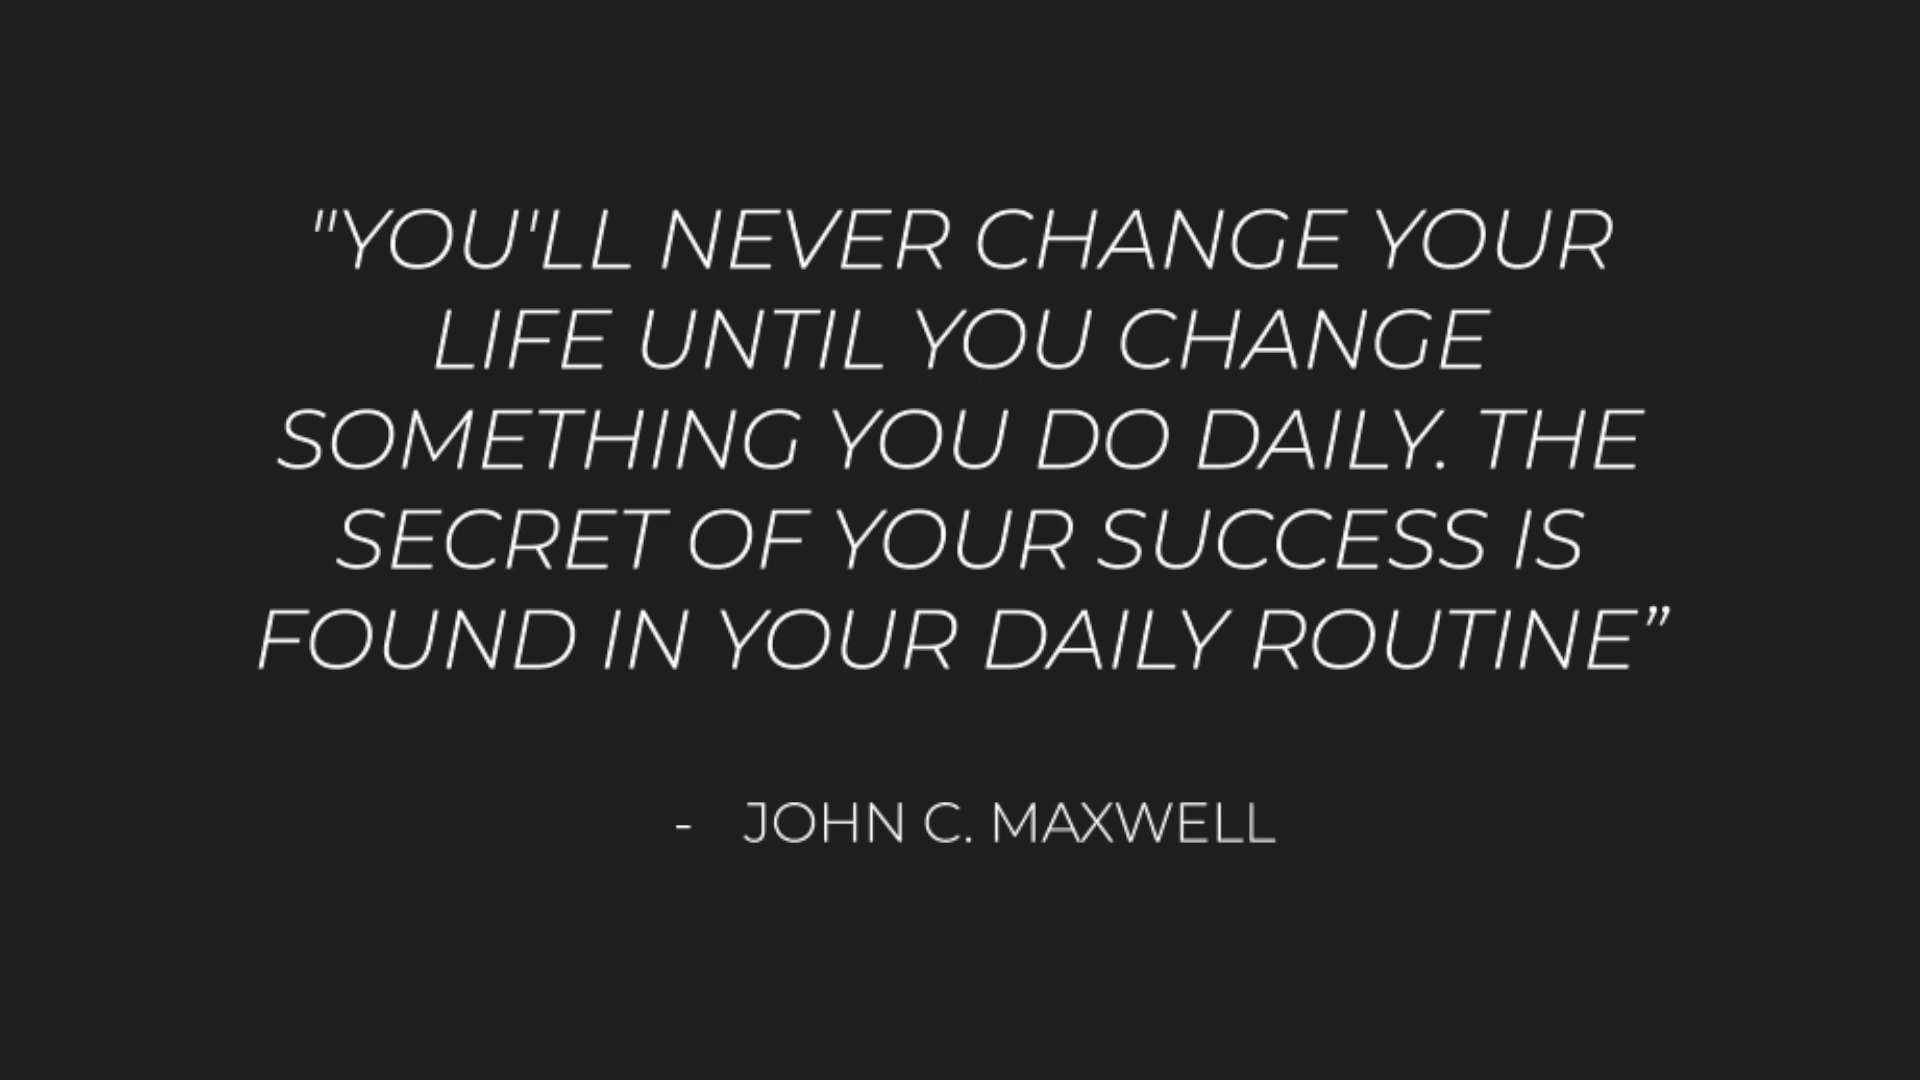 "YOU'LL NEVER CHANGE YOUR
LIFE UNTIL YOU CHANGE
SOMETHING YOU DO DAILY. THE
SECRET OF YOUR SUCCESS IS
FOUND IN YOUR DAILY ROUTINE”
- JOHN C. MAXWELL